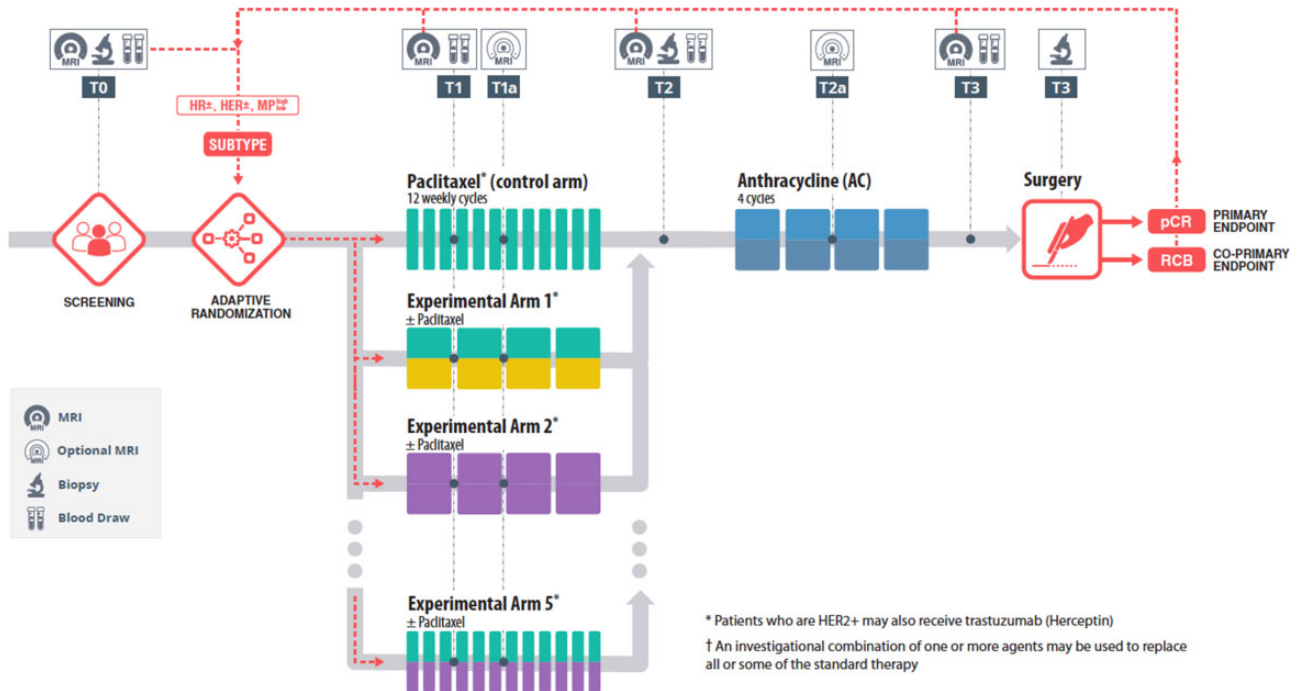 MRI
MRI
MRI
MRI
MRI
MRI
T0
T1
T1a
T2
T2a
T3
T3
HR±, HER±, MP high low
SUBTYPE
Paclitaxel* (control arm)
12 weekly cycles
Anthracycline (AC)
4 cycles
Surgery
pCR
PRIMARY
ENDPOINT
RCB
CO-PRIMARY
ENDPOINT
SCREENING
ADAPTIVE
RANDOMIZATION
Experimental Arm 1*
± Paclitaxel
Experimental Arm 2*
± Paclitaxel
MRI
MRI
MRI
Optional MRI
Biopsy
Blood Draw
Experimental Arm 5*
± Paclitaxel
* Patients who are HER2+ may also receive trastuzumab (Herceptin)
† An investigational combination of one or more agents may be used to replace
all or some of the standard therapy